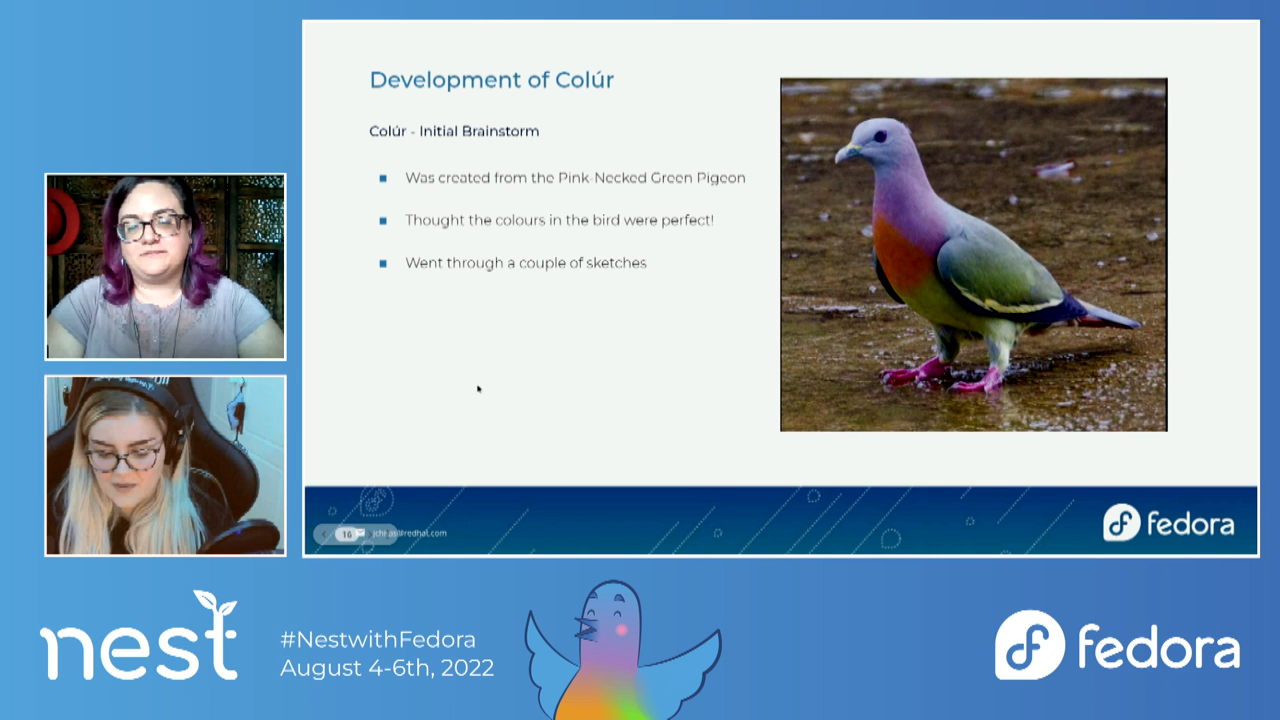 Development of Colúr
Colúr - Initial Brainstorm
Was created from the Pink-Necked Green Pigeon
Thought the colours in the bird were perfect!
Went through a couple of sketches
16
fedora
nest
#NestwithFedora
August 4-6th, 2022
fedora